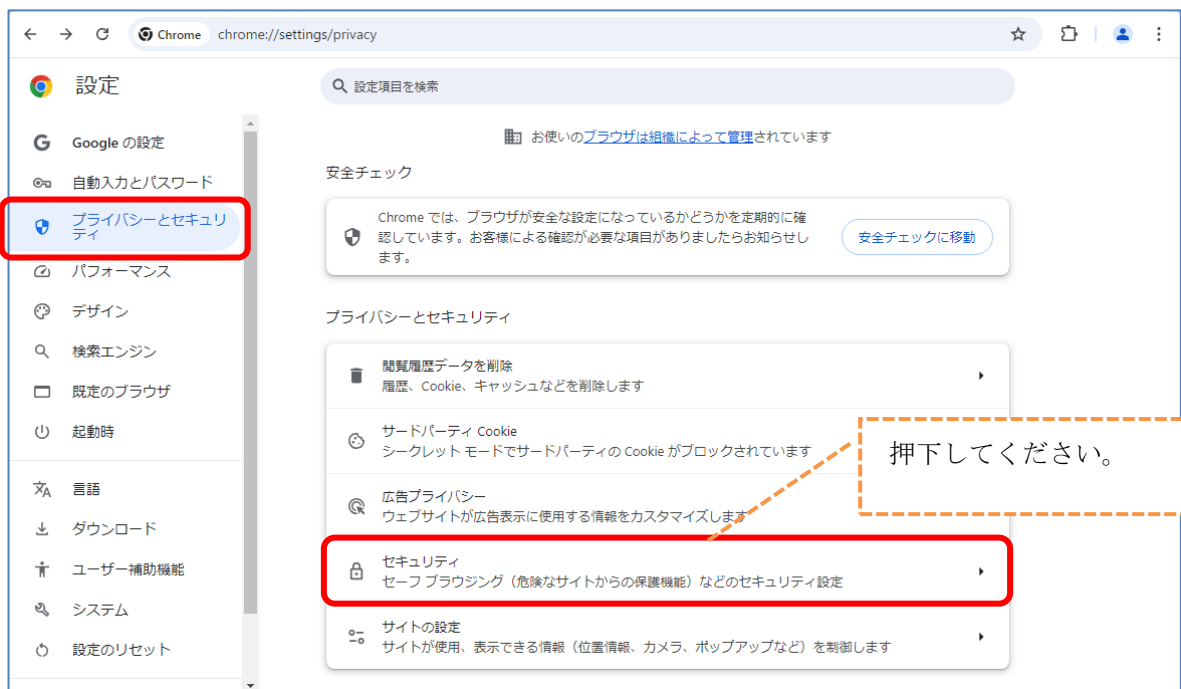 Chrome chrome://settings/privacy
設定
設定項目を検索
Google の設定
自動入力とパスワード
プライバシーとセキュリ
ティ
パフォーマンス
デザイン
検索エンジン
既定のブラウザ
起動時
言語
ダウンロード
ユーザー補助機能
システム
設定のリセット
お使いのブラウザは組織によって管理されています
安全チェック
Chrome では、ブラウザが安全な設定になっているかどうかを定期的に確
認しています。お客様による確認が必要な項目がありましたらお知らせし
ます。
安全チェックに移動
プライバシーとセキュリティ
閲覧履歴データを削除
履歴、Cookie、キャッシュなどを削除します
サードパーティ Cookie
シークレット モードでサードパーティの Cookie がブロックされています
広告プライバシー
ウェブサイトが広告表示に使用する情報をカスタマイズします
押下してください。
セキュリティ
セーフ ブラウジング（危険なサイトからの保護機能）などのセキュリティ設定
サイトの設定
サイトが使用、表示できる情報（位置情報、カメラ、ポップアップなど）を制御します